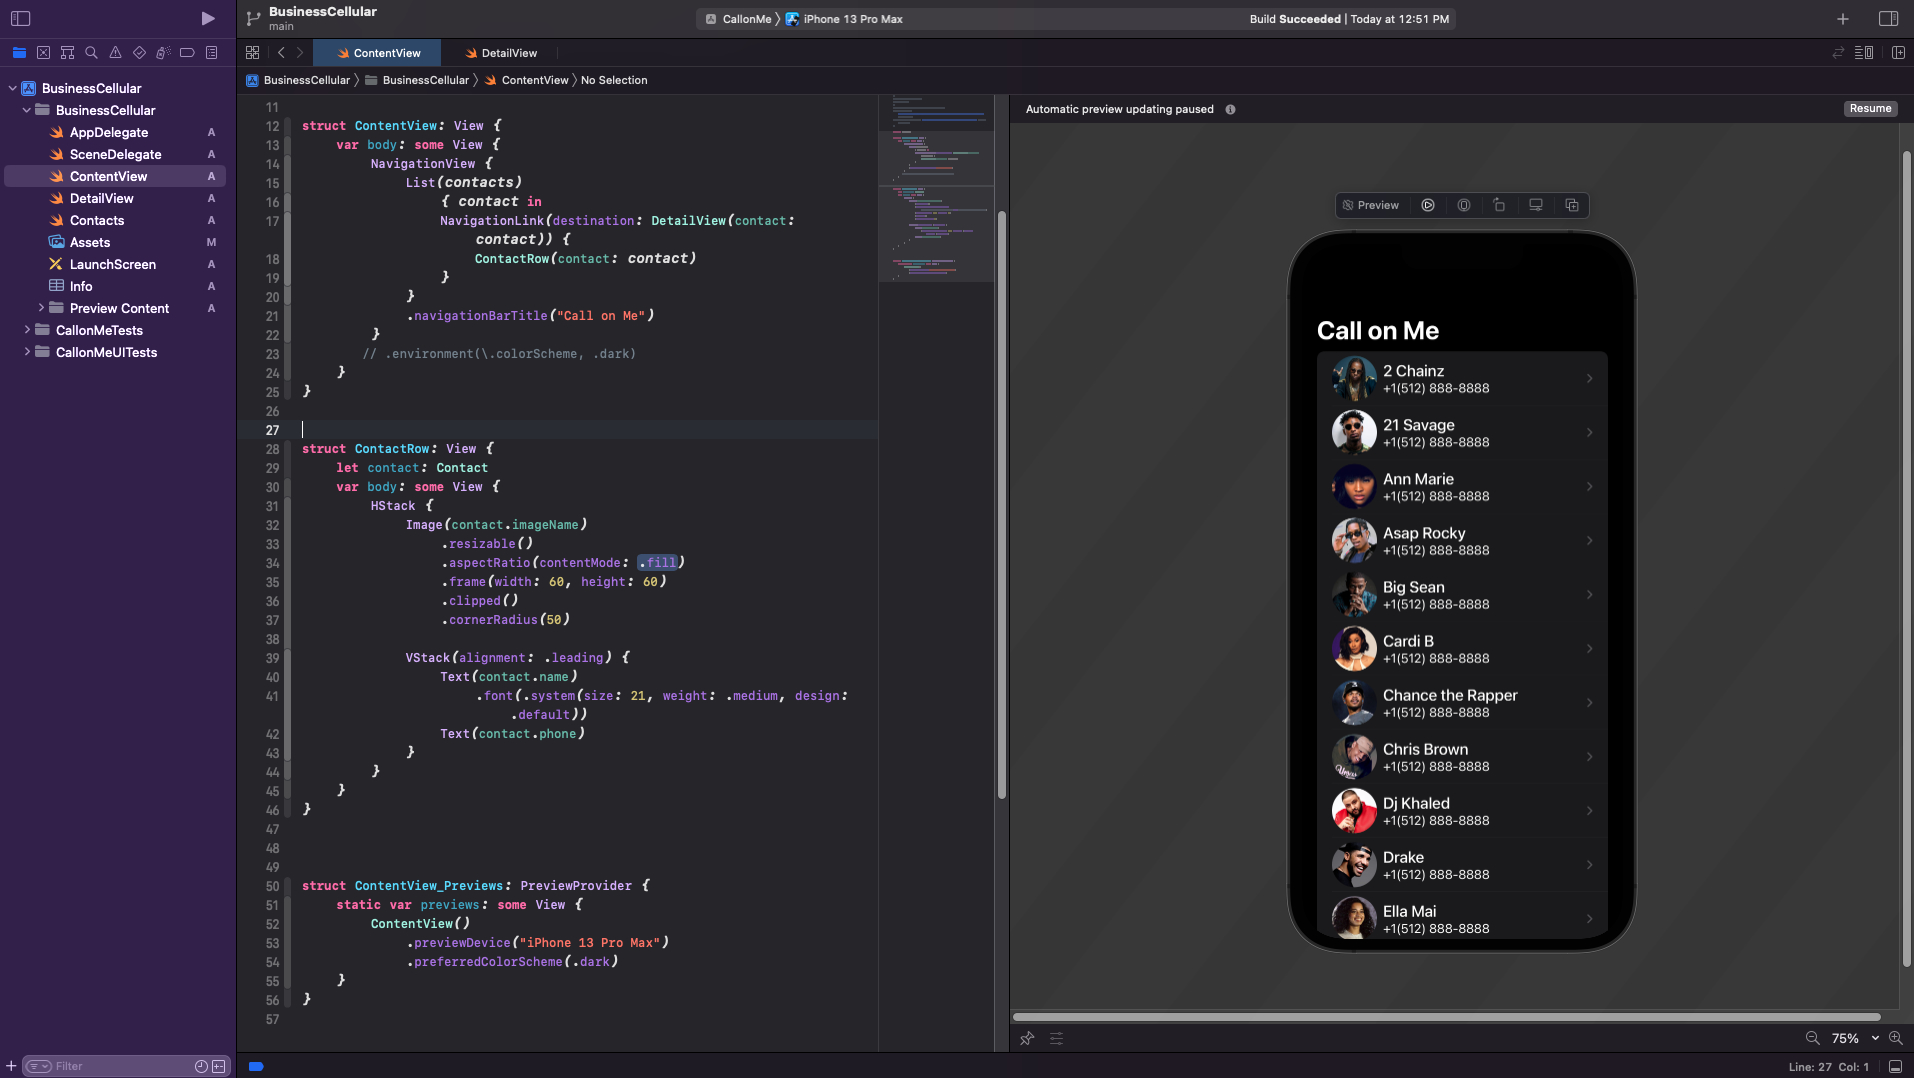 BusinessCellular
main
CallonMe
iPhone 13 Pro Max
Build Succeeded | Today at 12:51 PM
ContentView
DetailView
BusinessCellular
BusinessCellular
ContentView
No Selection
BusinessCellular
BusinessCellular
AppDelegate A
SceneDelegate A
ContentView A
DetailView A
Contacts A
Assets M
LaunchScreen A
Info A
Preview Content A
CallonMeTests
CallonMeUITests
Filter
11
12 struct ContentView: View {
13 var body: some View {
14 NavigationView {
15 List(contacts)
16 { contact in
17 NavigationLink(destination: DetailView(contact:
contact)) {
18 ContactRow(contact: contact)
19 }
20 }
21 .navigationBarTitle("Call on Me")
22 }
23 // .environment(\.colorScheme, .dark)
24 }
25 }
26
27
28 struct ContactRow: View {
29 let contact: Contact
30 var body: some View {
31 HStack {
32 Image(contact.imageName)
33 .resizable()
34 .aspectRatio(contentMode: .fill)
35 .frame(width: 60, height: 60)
36 .clipped()
37 .cornerRadius(50)
38
39 VStack(alignment: .leading) {
40 Text(contact.name)
41 .font(.system(size: 21, weight: .medium, design:
.default))
42 Text(contact.phone)
43 }
44 }
45 }
46 }
47
48
49
50 struct ContentView_Previews: PreviewProvider {
51 static var previews: some View {
52 ContentView()
53 .previewDevice("iPhone 13 Pro Max")
54 .preferredColorScheme(.dark)
55 }
56 }
57
Automatic preview updating paused
Resume
Preview
Call on Me
2 Chainz
+1(512) 888-8888
21 Savage
+1(512) 888-8888
Ann Marie
+1(512) 888-8888
Asap Rocky
+1(512) 888-8888
Big Sean
+1(512) 888-8888
Cardi B
+1(512) 888-8888
Chance the Rapper
+1(512) 888-8888
Chris Brown
+1(512) 888-8888
Dj Khaled
+1(512) 888-8888
Drake
+1(512) 888-8888
Ella Mai
+1(512) 888-8888
75%
Line: 27 Col: 1